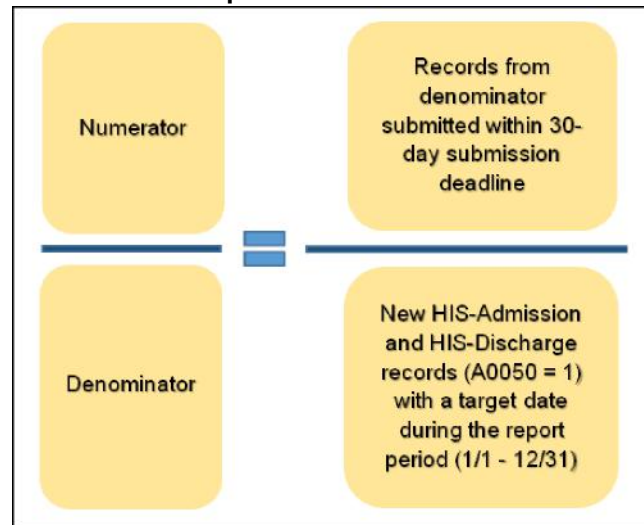 Numerator
Records from
denominator
submitted within 30-
day submission
deadline
Denominator
New HIS-Admission
and HIS-Discharge
records (A0050 = 1)
with a target date
during the report
period (1/1 - 12/31)